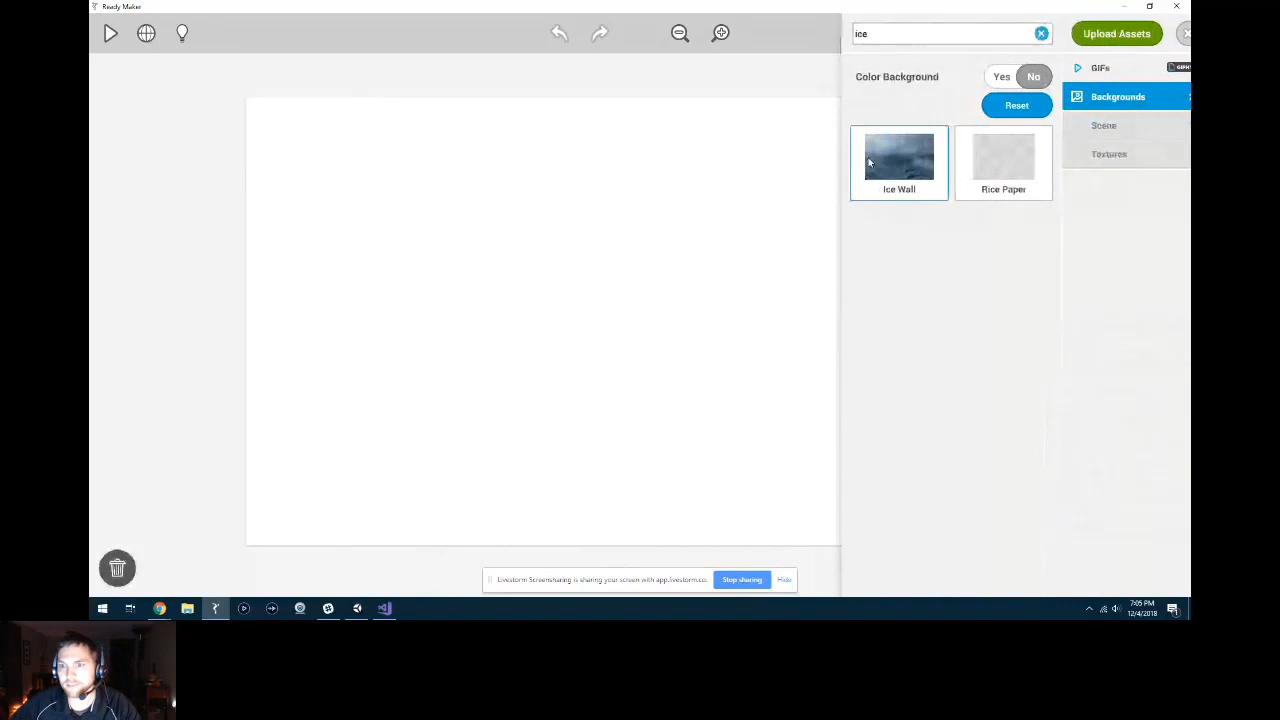 Ready Maker
ice
Upload Assets
Color Background
Yes
No
Reset
Ice Wall
Rice Paper
GIFs
Backgrounds
Scene
Textures
Livestorm Screensharing is sharing your screen with app.livestorm.co.
Stop sharing
Hide
7:05 PM
12/4/2018